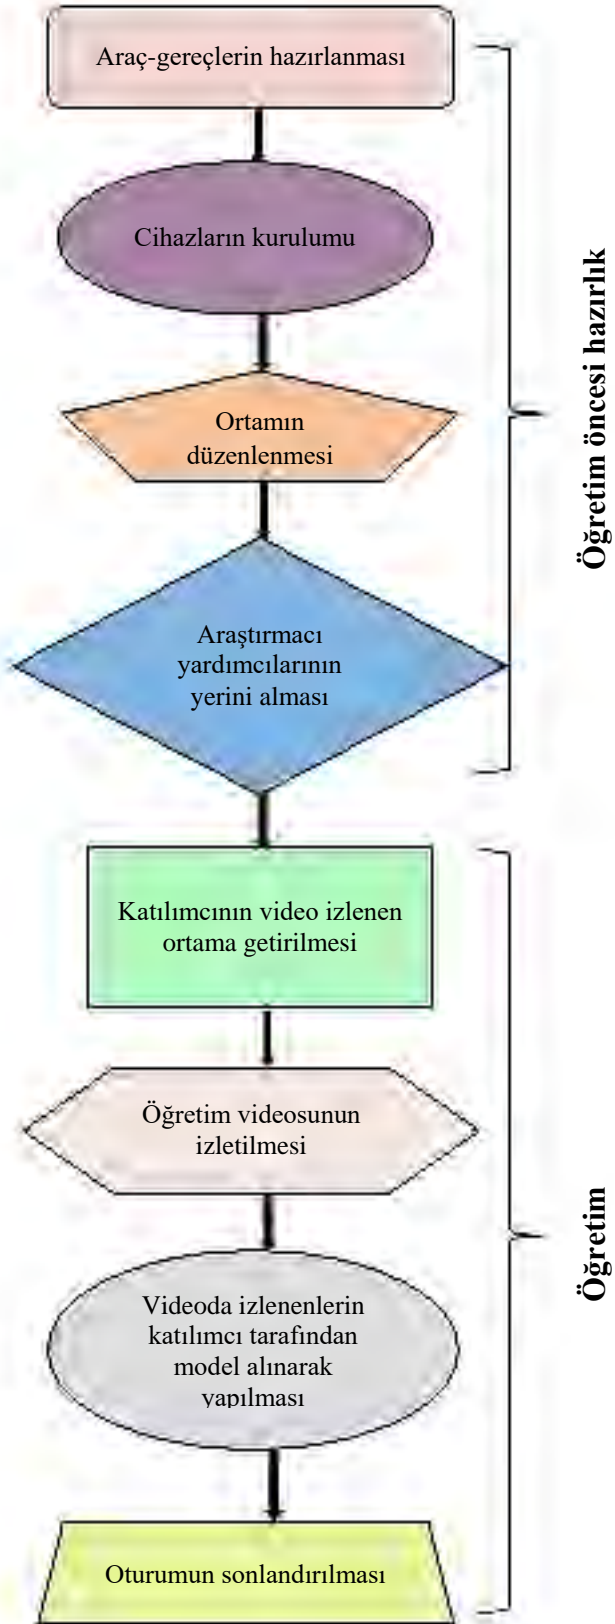 Araç-gereçlerin hazırlanması
Cihazların kurulumu
Ortamın
düzenlenmesi
Araştırmacı
yardımcılarının
yerini alması
Öğretim öncesi hazırlık
Katılımcının video izlenen
ortama getirilmesi
Öğretim videosunun
izletilmesi
Videoda izlenenlerin
katılımcı tarafından
model alınarak
yapılması
Oturumun sonlandırılması
Öğretim